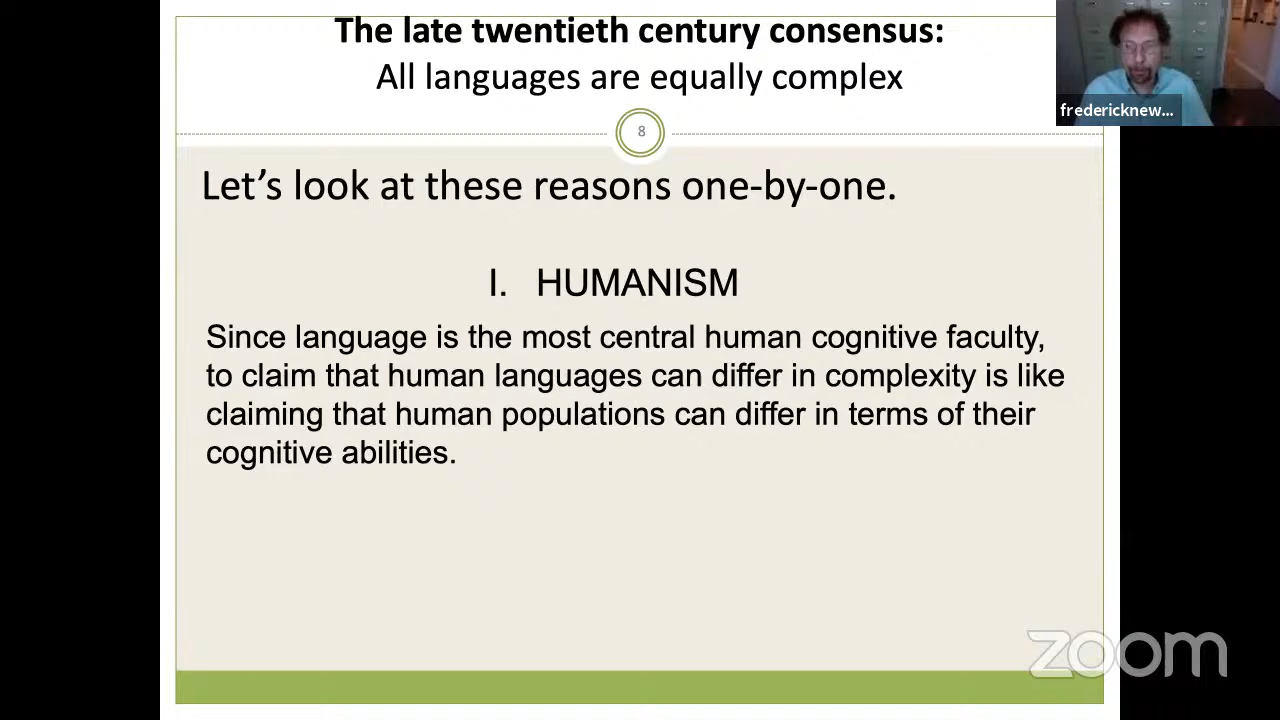 The late twentieth century consensus:
All languages are equally complex
fredericknew...
8
Let's look at these reasons one-by-one.
I. HUMANISM
Since language is the most central human cognitive faculty,
to claim that human languages can differ in complexity is like
claiming that human populations can differ in terms of their
cognitive abilities.
zoom